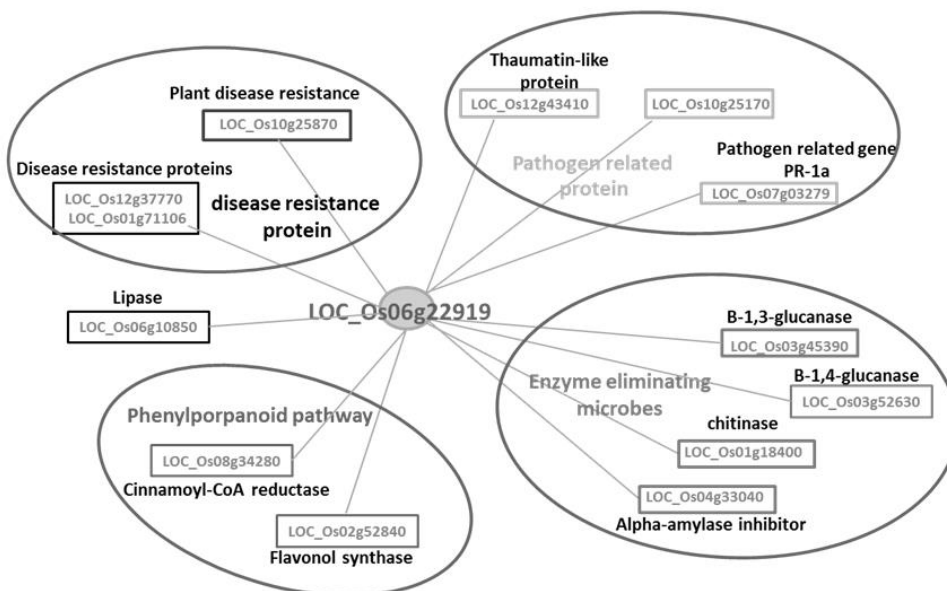 Plant disease resistance
LOC_Os10g25870
Disease resistance proteins
LOC_Os12g37770
LOC_Os01g71106
disease resistance
protein
Thaumatin-like
protein
LOC_Os12g43410
LOC_Os10g25170
Pathogen related
protein
Pathogen related gene
PR-1a
LOC_Os07g03279
Lipase
LOC_Os06g10850
LOC_Os06g22919
B-1,3-glucanase
LOC_Os03g45390
B-1,4-glucanase
LOC_Os03g52630
Enzyme eliminating
microbes
chitinase
LOC_Os01g18400
LOC_Os04g33040
Alpha-amylase inhibitor
Phenylporpanoid pathway
LOC_Os08g34280
Cinnamoyl-CoA reductase
LOC_Os02g52840
Flavonol synthase